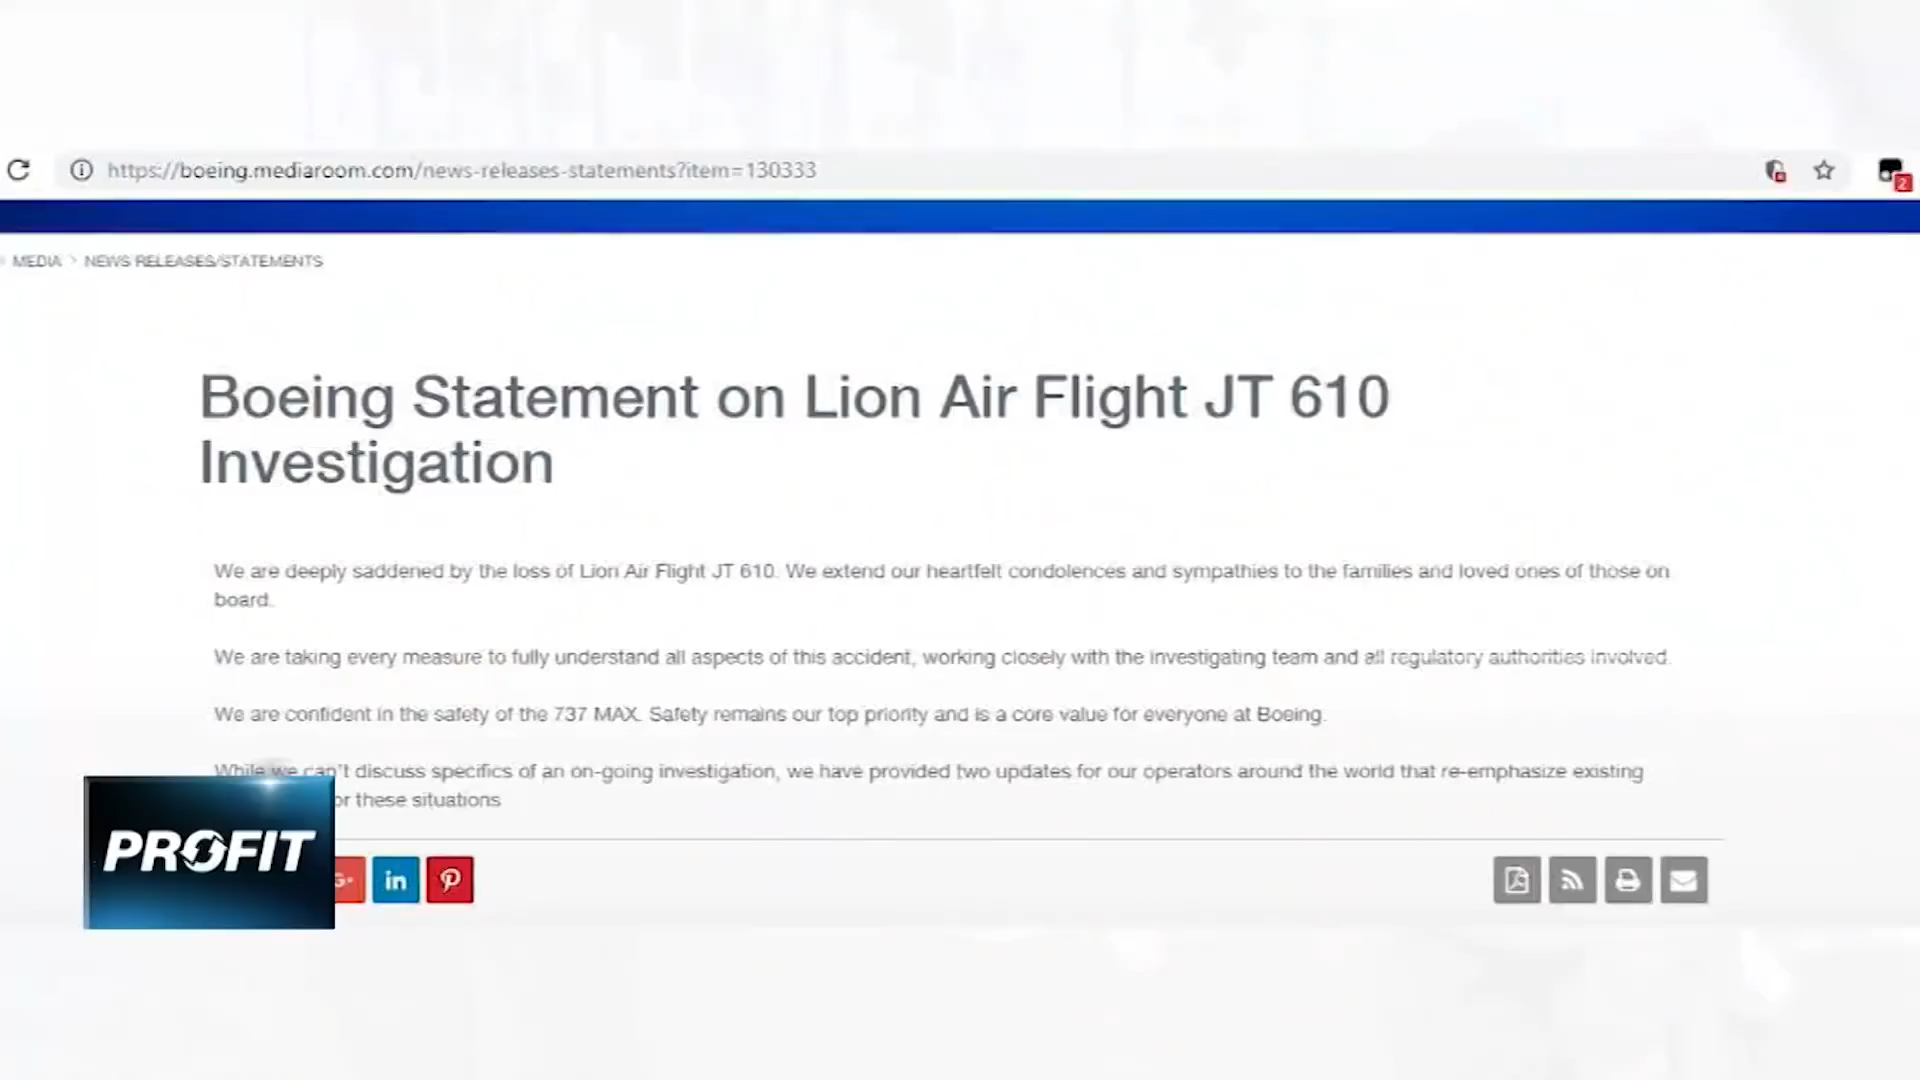 https://boeing.mediaroom.com/news-releases-statements?item=130333
2
MEDIA > NEWS RELEASES/STATEMENTS
Boeing Statement on Lion Air Flight JT 610
Investigation
We are deeply saddened by the loss of Lion Air Flight JT 610. We extend our heartfelt condolences and sympathies to the families and loved ones of those on
board.
We are taking every measure to fully understand all aspects of this accident, working closely with the investigating team and all regulatory authorities involved.
We are confident in the safety of the 737 MAX. Safety remains our top priority and is a core value for everyone at Boeing.
While we can't discuss specifics of an on-going investigation, we have provided two updates for our operators around the world that re-emphasize existing
or these situations
PROFIT
G+ in